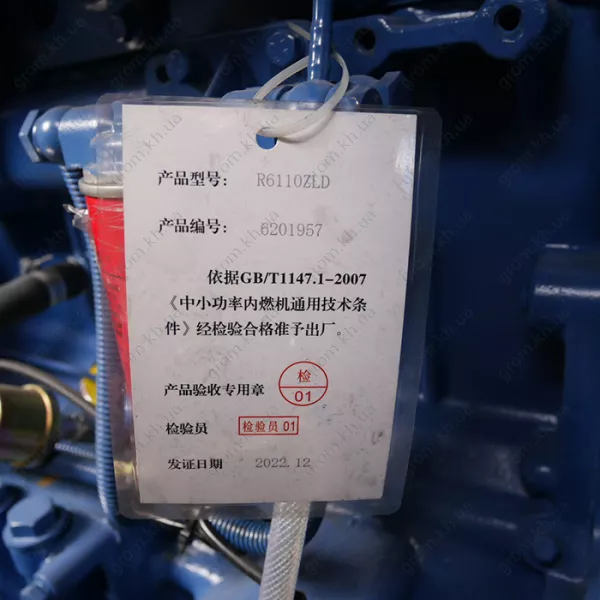 产品型号: R6110ZLD
产品编号: 6201957
依据GB/T1147.1-2007
《中小功率内燃机通用技术条
件》经检验合格准予出厂。
产品验收专用章 检
01
检验员 检验员 01
发证日期 2022.12
grom.kh.ua